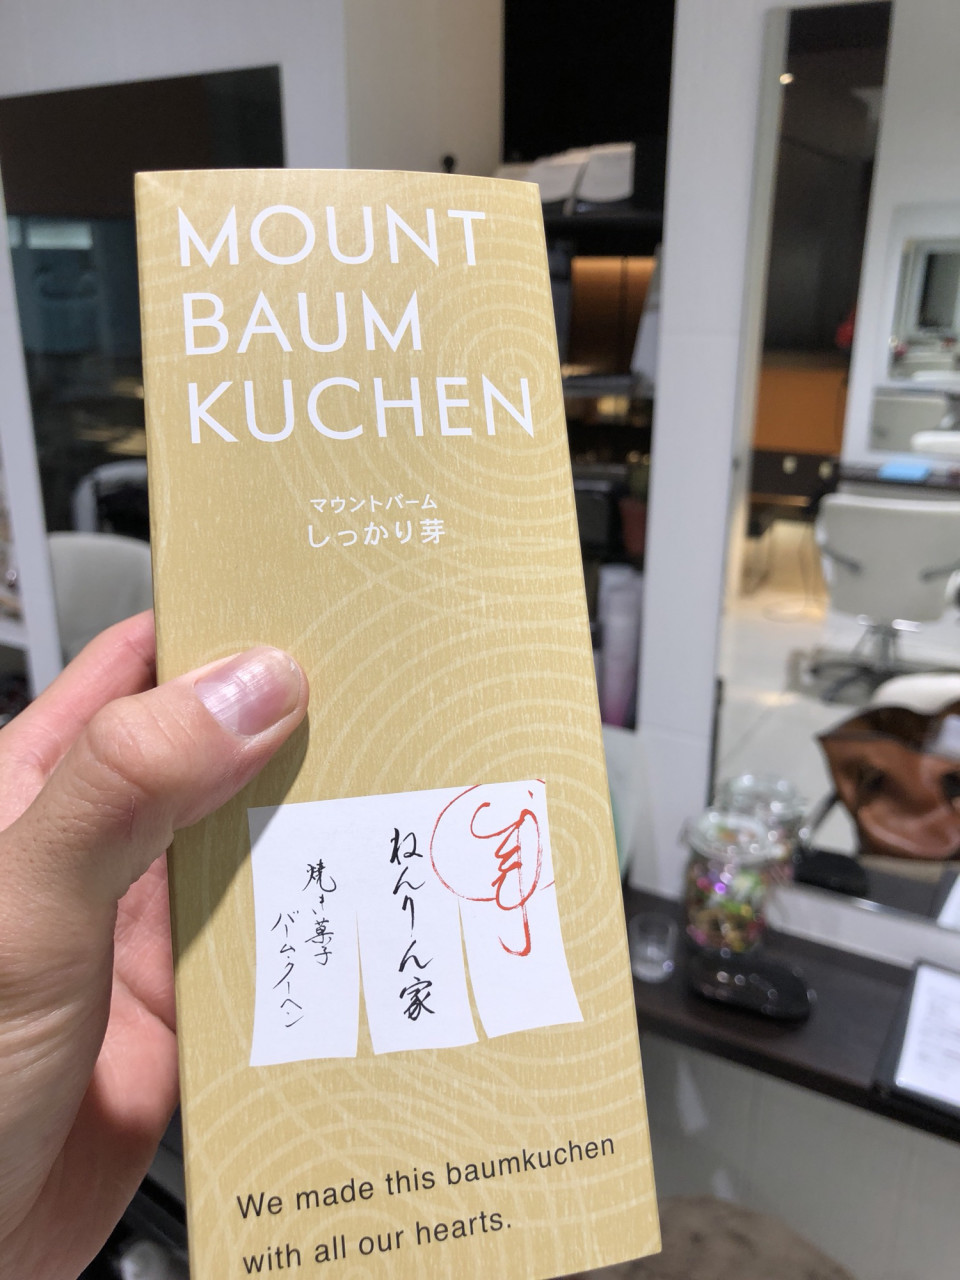 MOUNT
BAUM
KUCHEN
マウントバーム
しっかり芽
芽
ねんりん家
焼き菓子
バームクーヘン
We made this baumkuchen
with all our hearts.